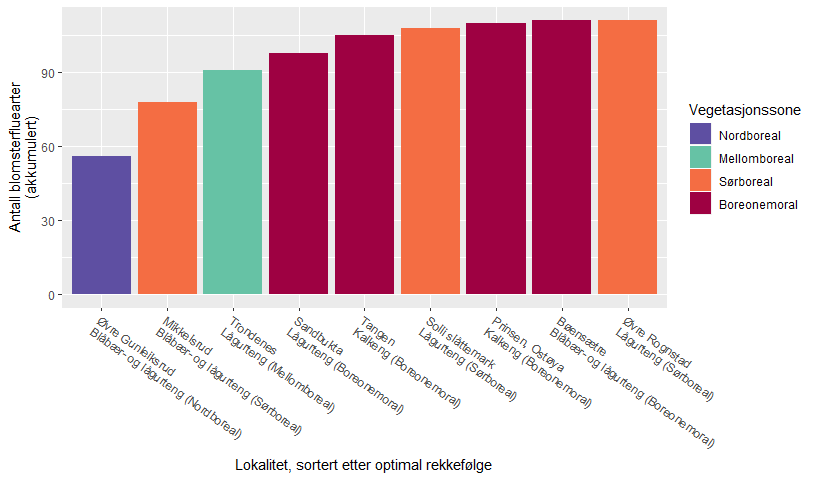 Antall blomsterfluearter
(akkumulert)
90
60
30
0
Øvre Gunleiksrud
Blåbær- og lågurteng (Nordboreal)
Mikkelsrud
Blåbær- og lågurteng (Sørboreal)
Trondenes
Lågurteng (Mellomboreal)
Sandbukta
Lågurteng (Boreonemoral)
Tangen
Kalkeng (Boreonemoral)
Solli slåttemark
Lågurteng (Sørboreal)
Prinsen, Ostøya
Kalkeng (Boreonemoral)
Bøensætre
Blåbær- og lågurteng (Boreonemoral)
Øvre Rognstad
Lågurteng (Sørboreal)
Lokalitet, sortert etter optimal rekkefølge
Vegetasjonssone
Nordboreal
Mellomboreal
Sørboreal
Boreonemoral